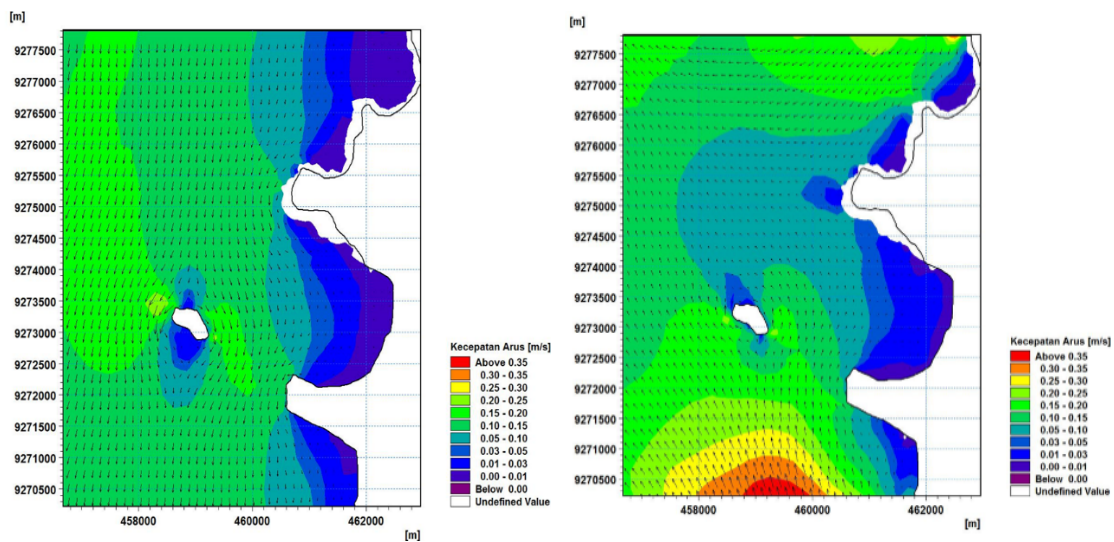 [m]
9277500
9277000
9276500
9276000
9275500
9275000
9274500
9274000
9273500
9273000
9272500
9272000
9271500
9271000
9270500
458000
460000
462000
[m]
Kecepatan Arus [m/s]
Above 0.35
0.30 - 0.35
0.25 - 0.30
0.20 - 0.25
0.15 - 0.20
0.10 - 0.15
0.05 - 0.10
0.03 - 0.05
0.01 - 0.03
0.00 - 0.01
Below 0.00
Undefined Value
[m]
9277500
9277000
9276500
9276000
9275500
9275000
9274500
9274000
9273500
9273000
9272500
9272000
9271500
9271000
9270500
458000
460000
462000
[m]
Kecepatan Arus [m/s]
Above 0.35
0.30 - 0.35
0.25 - 0.30
0.20 - 0.25
0.15 - 0.20
0.10 - 0.15
0.05 - 0.10
0.03 - 0.05
0.01 - 0.03
0.00 - 0.01
Below 0.00
Undefined Value